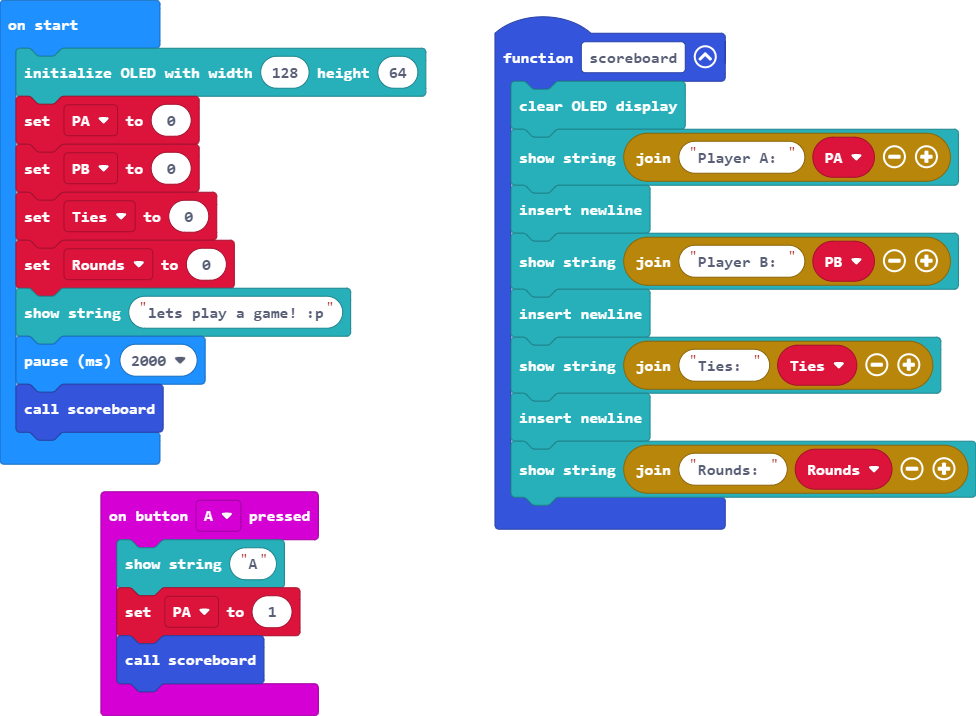 on start
initialize OLED with width 128 height 64
set PA to 0
set PB to 0
set Ties to 0
set Rounds to 0
show string "lets play a game! :p"
pause (ms) 2000
call scoreboard
on button A pressed
show string "A"
set PA to 1
call scoreboard
function scoreboard
clear OLED display
show string join "Player A: " PA
insert newline
show string join "Player B: " PB
insert newline
show string join "Ties: " Ties
insert newline
show string join "Rounds: " Rounds